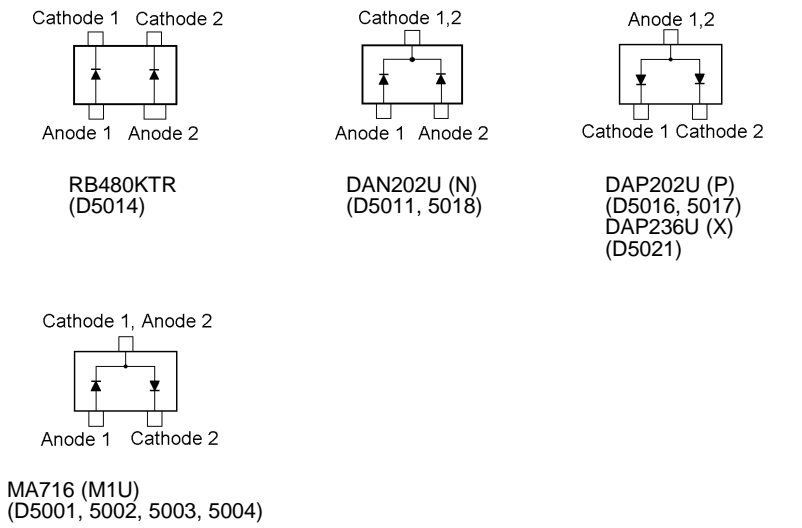 Cathode 1 Cathode 2
Anode 1 Anode 2
RB480KTR
(D5014)
Cathode 1,2
Anode 1 Anode 2
DAN202U (N)
(D5011, 5018)
Anode 1,2
Cathode 1 Cathode 2
DAP202U (P)
(D5016, 5017)
DAP236U (X)
(D5021)
Cathode 1, Anode 2
Anode 1 Cathode 2
MA716 (M1U)
(D5001, 5002, 5003, 5004)